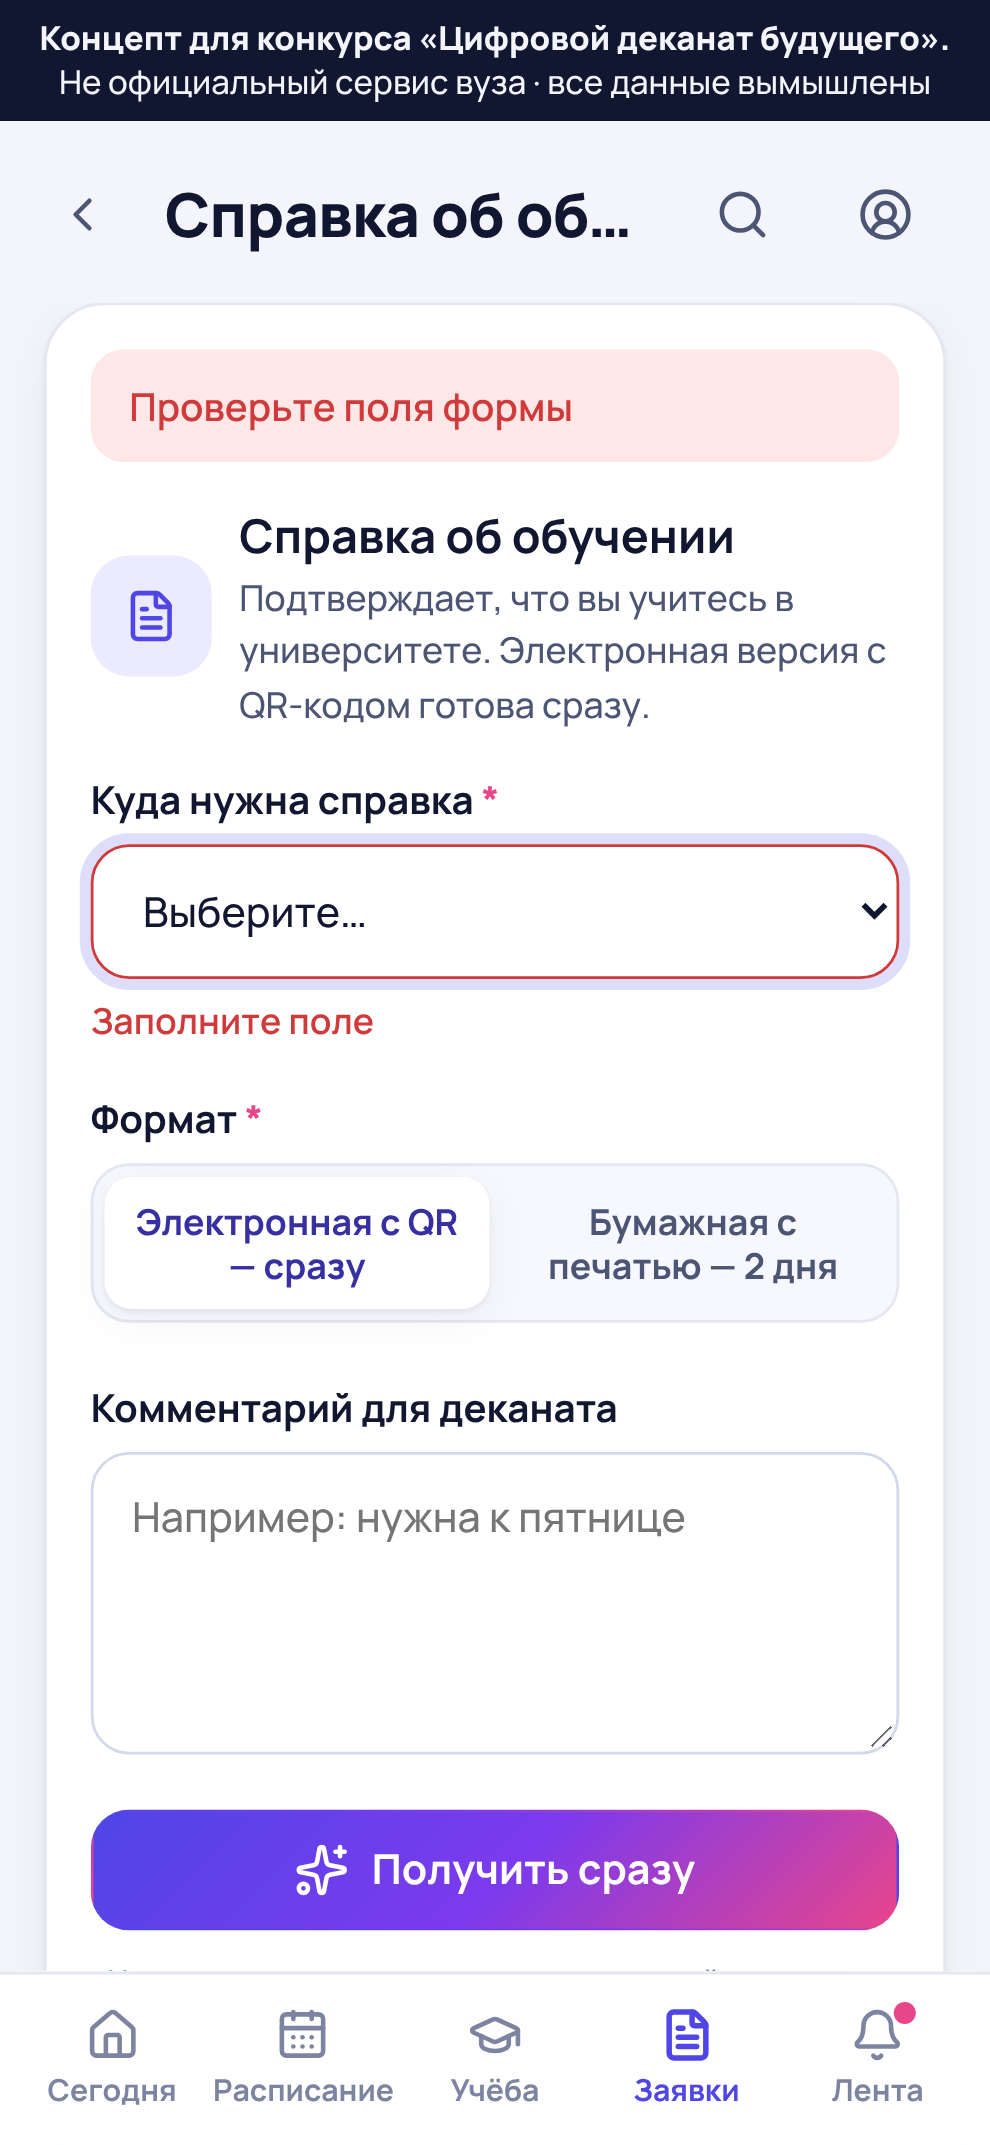 Концепт для конкурса «Цифровой деканат будущего».
Не официальный сервис вуза · все данные вымышлены
Справка об об…
Проверьте поля формы
Справка об обучении
Подтверждает, что вы учитесь в
университете. Электронная версия с
QR-кодом готова сразу.
Куда нужна справка *
Выберите…
Заполните поле
Формат *
Электронная с QR
— сразу
Бумажная с
печатью — 2 дня
Комментарий для деканата
Например: нужна к пятнице
Получить сразу
Сегодня
Расписание
Учёба
Заявки
Лента